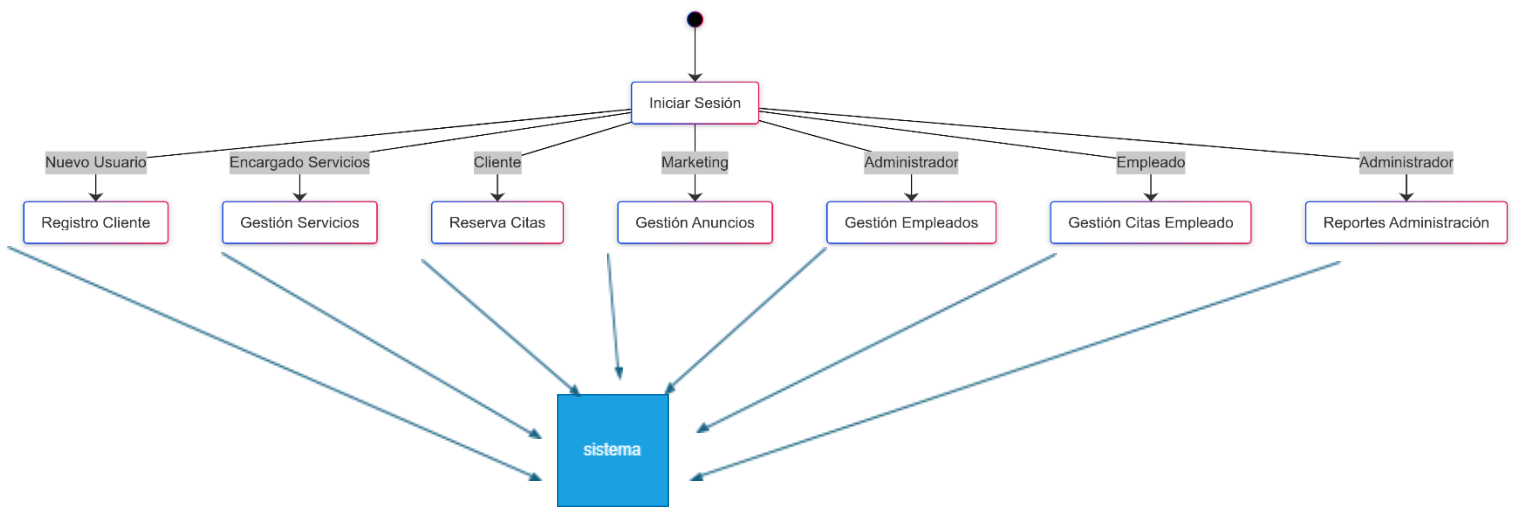 Iniciar Sesión
Nuevo Usuario
Encargado Servicios
Cliente
Marketing
Administrador
Empleado
Administrador
Registro Cliente
Gestión Servicios
Reserva Citas
Gestión Anuncios
Gestión Empleados
Gestión Citas Empleado
Reportes Administración
sistema